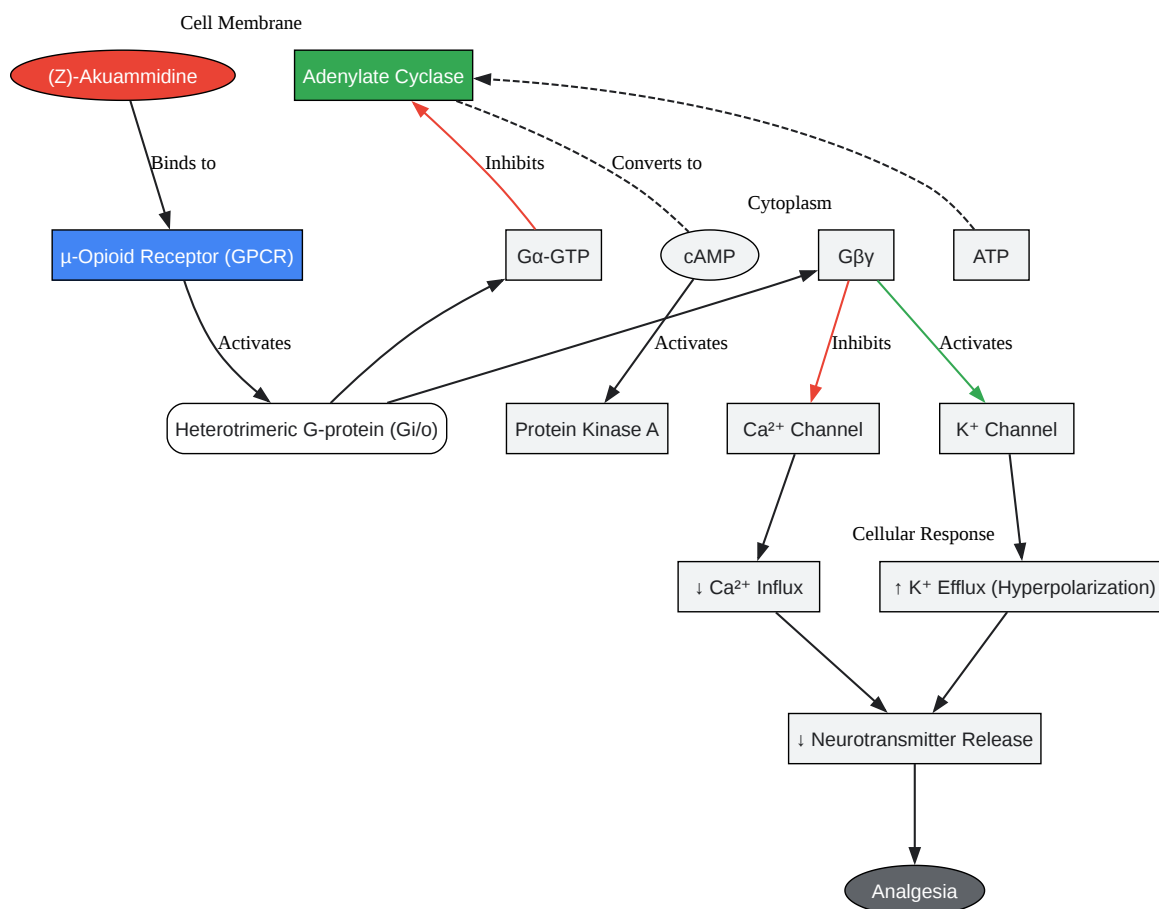 Cell Membrane
(Z)-Akuammidine
Adenylate Cyclase
Binds to
Inhibits
Converts to
Cytoplasm
µ-Opioid Receptor (GPCR)
Gα-GTP
cAMP
Gβγ
ATP
Activates
Activates
Inhibits
Activates
Heterotrimeric G-protein (Gi/o)
Protein Kinase A
Ca²⁺ Channel
K⁺ Channel
Cellular Response
↓ Ca²⁺ Influx
↑ K⁺ Efflux (Hyperpolarization)
↓ Neurotransmitter Release
Analgesia